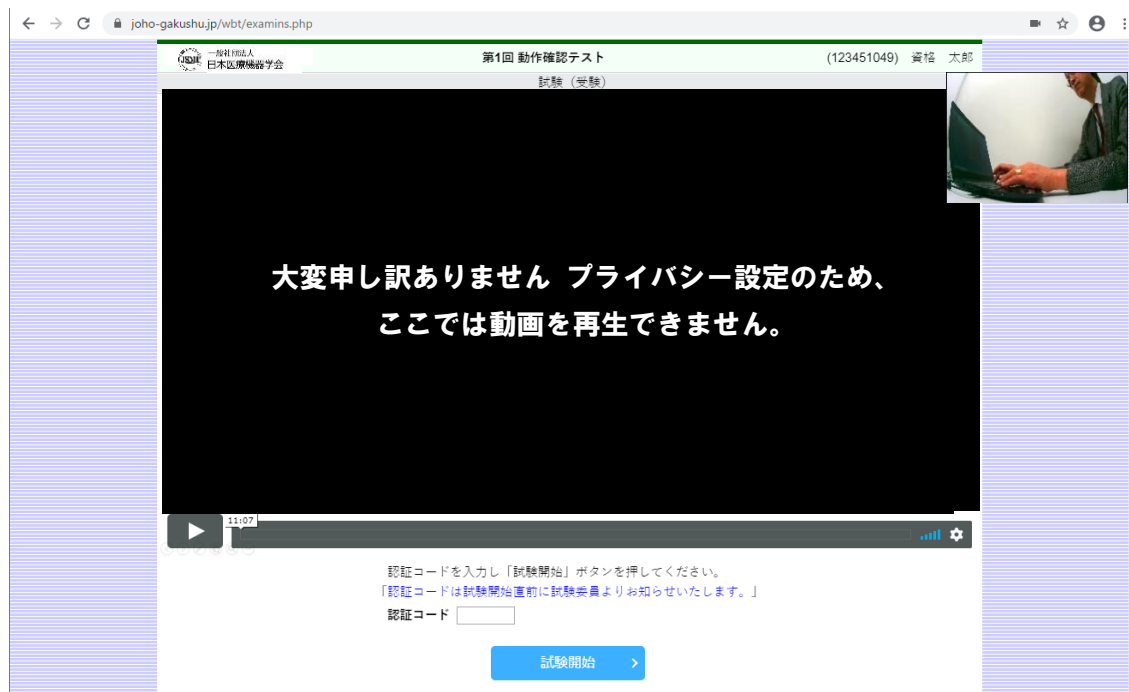 joho-gakushu.jp/wbt/examins.php
一般社団法人
日本医療機器学会
第1回 動作確認テスト
(123451049) 資格 太郎
試験（受験）
大変申し訳ありません プライバシー設定のため、
ここでは動画を再生できません。
11:07
認証コードを入力し「試験開始」ボタンを押してください。
「認証コードは試験開始直前に試験委員よりお知らせいたします。」
認証コード
試験開始